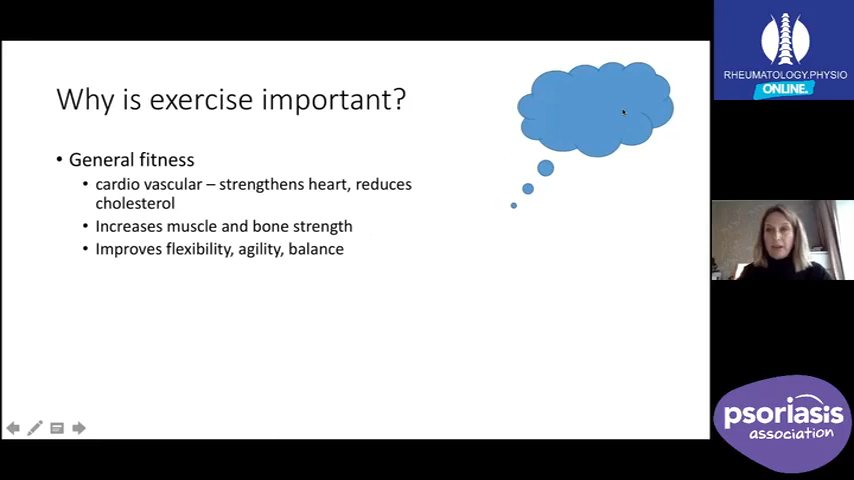 Why is exercise important?
• General fitness
• cardio vascular – strengthens heart, reduces
cholesterol
• Increases muscle and bone strength
• Improves flexibility, agility, balance
RHEUMATOLOGY.PHYSIO
ONLINE.
psoriasis
association